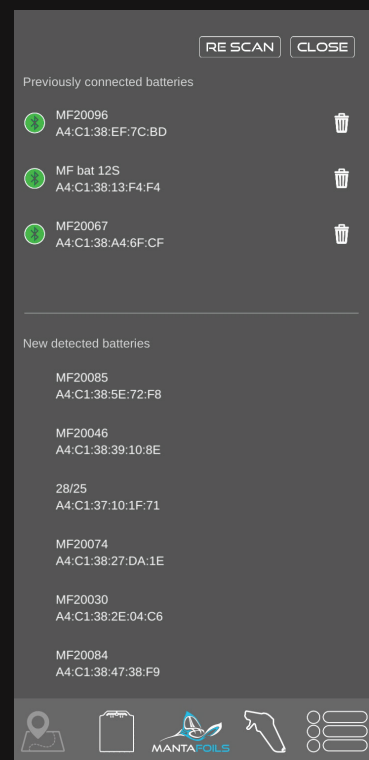 RE SCAN CLOSE
Previously connected batteries
MF20096
A4:C1:38:EF:7C:BD
MF bat 12S
A4:C1:38:13:F4:F4
MF20067
A4:C1:38:A4:6F:CF
New detected batteries
MF20085
A4:C1:38:5E:72:F8
MF20046
A4:C1:38:39:10:8E
28/25
A4:C1:37:10:1F:71
MF20074
A4:C1:38:27:DA:1E
MF20030
A4:C1:38:2E:04:C6
MF20084
A4:C1:38:47:38:F9
MANTAFOILS